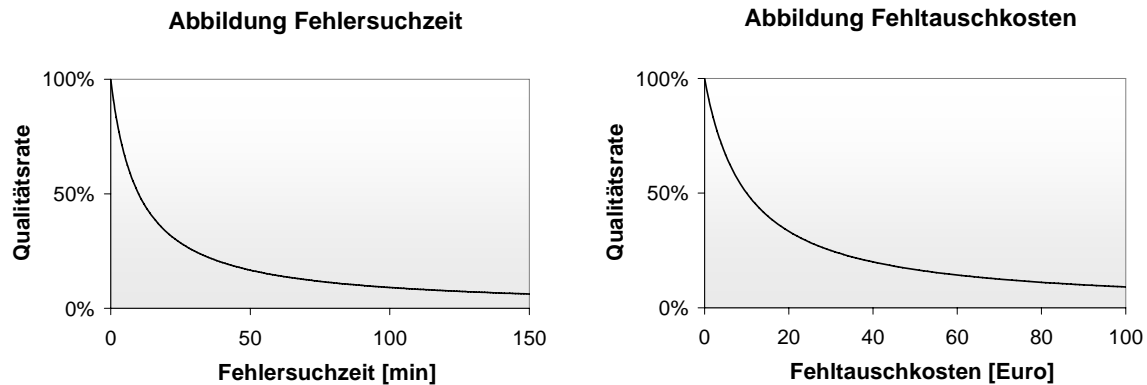 Abbildung Fehlersuchzeit
100%
50%
0%
Qualitätsrate
0
50
100
150
Fehlersuchzeit [min]
Abbildung Fehltauschkosten
100%
50%
0%
Qualitätsrate
0
20
40
60
80
100
Fehltauschkosten [Euro]